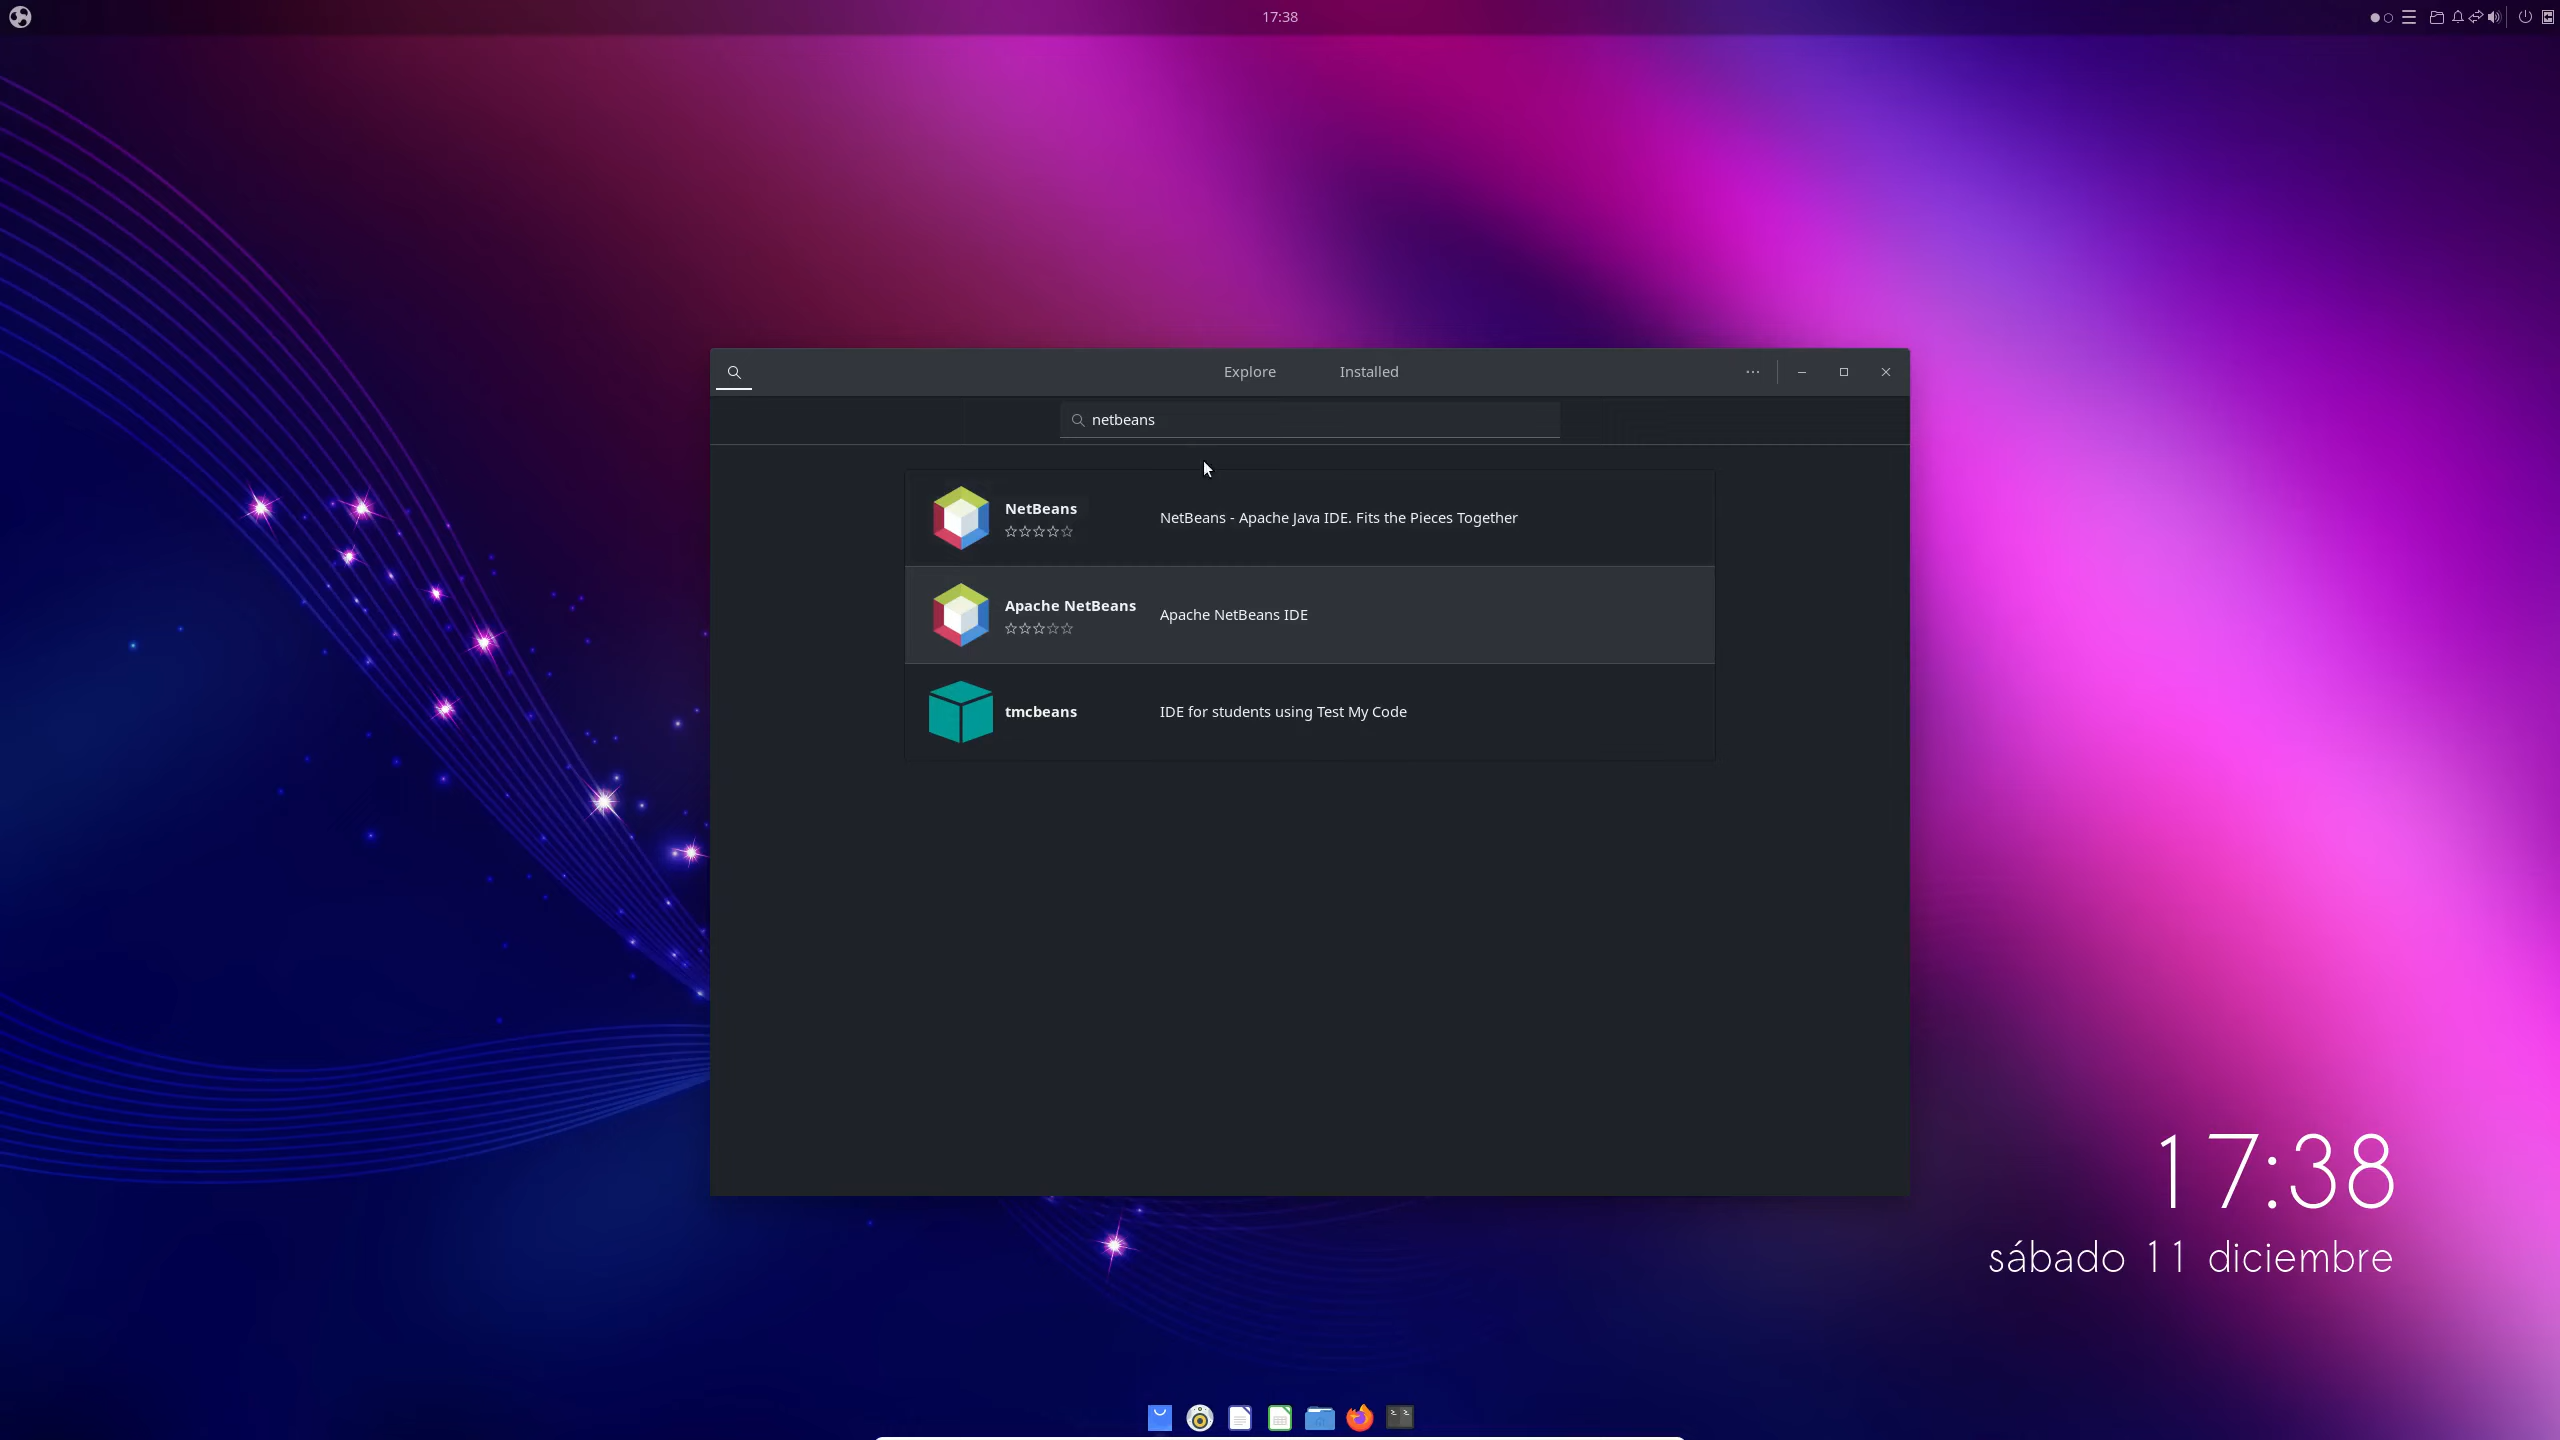 17:38
Explore Installed
netbeans
NetBeans
NetBeans - Apache Java IDE. Fits the Pieces Together
Apache NetBeans
Apache NetBeans IDE
tmcbeans
IDE for students using Test My Code
17:38
sábado 11 diciembre